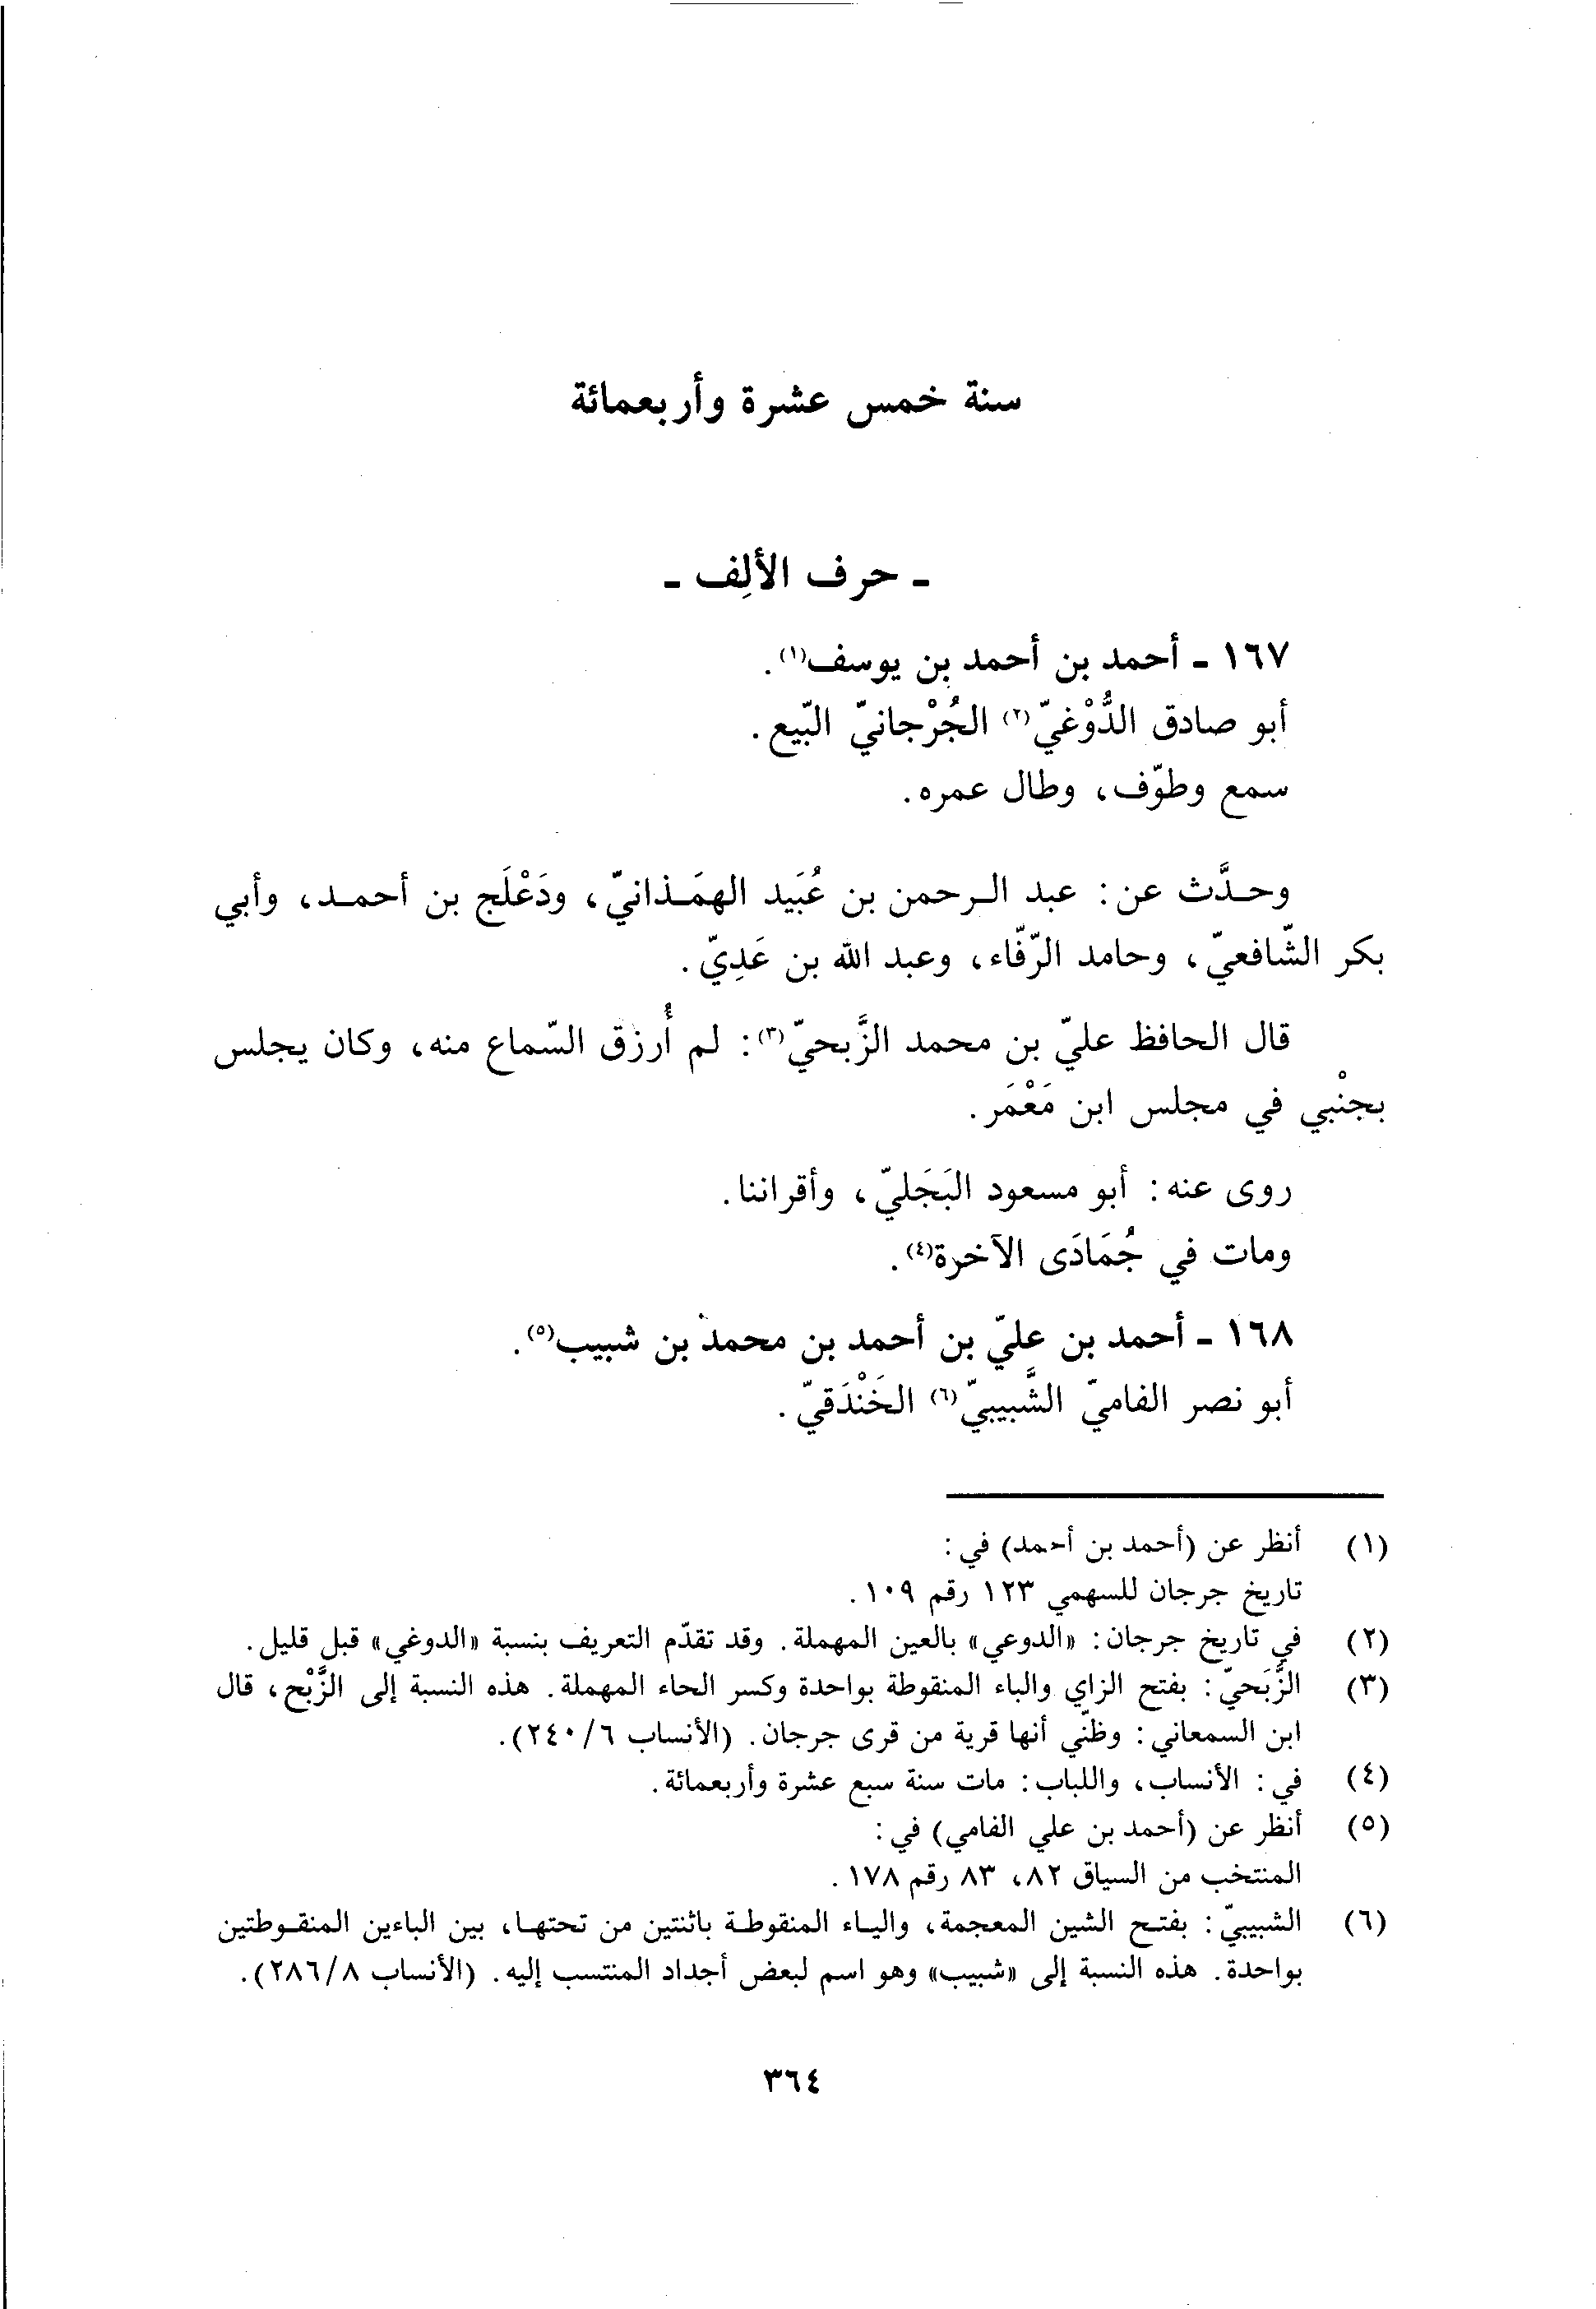 سنة خمس عشرة وأربعمائة
ـ حرف الألِف ـ
١٦٧ ـ أحمد بن أحمد بن يوسف(١).
أبو صادق الدُّوْغيّ(٢) الجُرْجانيّ البّيع.
سمع وطوّف، وطال عمره.
وحدَّث عن: عبد الرحمن بن عُبَيد الهمَذانيّ، ودَعْلَج بن أحمد، وأبي
بكر الشّافعيّ، وحامد الرّفّاء، وعبد الله بن عَدِيّ.
قال الحافظ عليّ بن محمد الزَّبحيّ(٣): لم أُرزق السّماع منه، وكان يجلس
بجنْبي في مجلس ابن مَعْمَر.
روى عنه: أبو مسعود البَجَليّ، وأقراننا.
ومات في جُمَادَى الآخرة(٤).
١٦٨ ـ أحمد بن عليّ بن أحمد بن محمد بن شبيب(٥).
أبو نصر الفاميّ الشَّبيبيّ(٦) الخَنْدَقيّ.
(١) أنظر عن (أحمد بن أحمد) في:
تاريخ جرجان للسهمي ١٢٣ رقم ١٠٩.
(٢) في تاريخ جرجان: «الدوعي» بالعين المهملة. وقد تقدّم التعريف بنسبة «الدوغي» قبل قليل.
(٣) الزَّبَحيّ: بفتح الزاي والباء المنقوطة بواحدة وكسر الحاء المهملة. هذه النسبة إلى الزَّبْح، قال
ابن السمعاني: وظنّي أنها قرية من قرى جرجان. (الأنساب ٢٤٠/٦).
(٤) في: الأنساب، واللباب: مات سنة سبع عشرة وأربعمائة.
(٥) أنظر عن (أحمد بن علي الفامي) في:
المنتخب من السياق ٨٢، ٨٣ رقم ١٧٨.
(٦) الشبيبيّ: بفتح الشين المعجمة، والياء المنقوطة باثنتين من تحتها، بين الباءين المنقوطتين
بواحدة. هذه النسبة إلى «شبيب» وهو اسم لبعض أجداد المنتسب إليه. (الأنساب ٢٨٦/٨).
٣٦٤